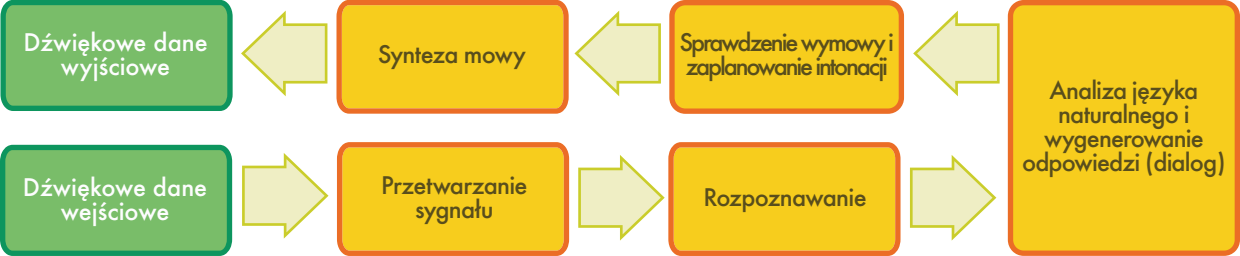 Dźwiękowe dane
wyjściowe
Synteza mowy
Sprawdzenie wymowy i
zaplanowanie intonacji
Analiza języka
naturalnego i
wygenerowanie
odpowiedzi (dialog)
Dźwiękowe dane
wejściowe
Przetwarzanie
sygnału
Rozpoznawanie